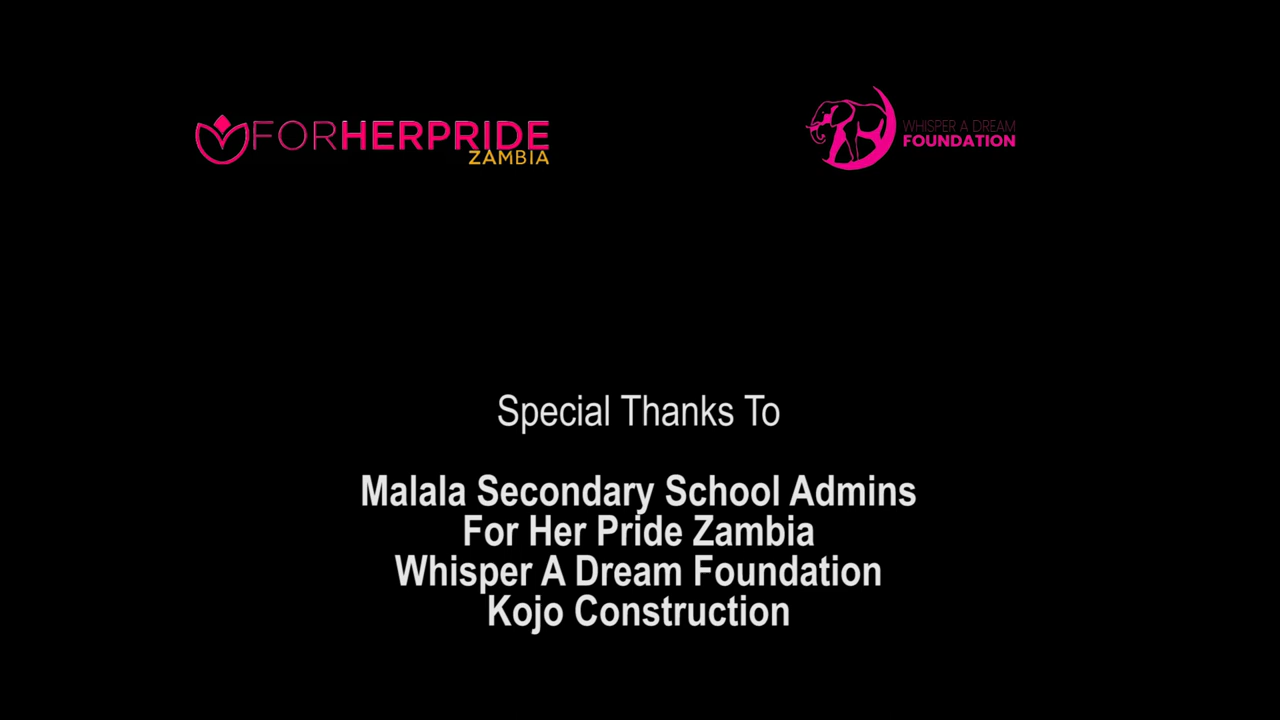 FORHERPRIDE
ZAMBIA
WHISPER A DREAM
FOUNDATION
Special Thanks To
Malala Secondary School Admins
For Her Pride Zambia
Whisper A Dream Foundation
Kojo Construction